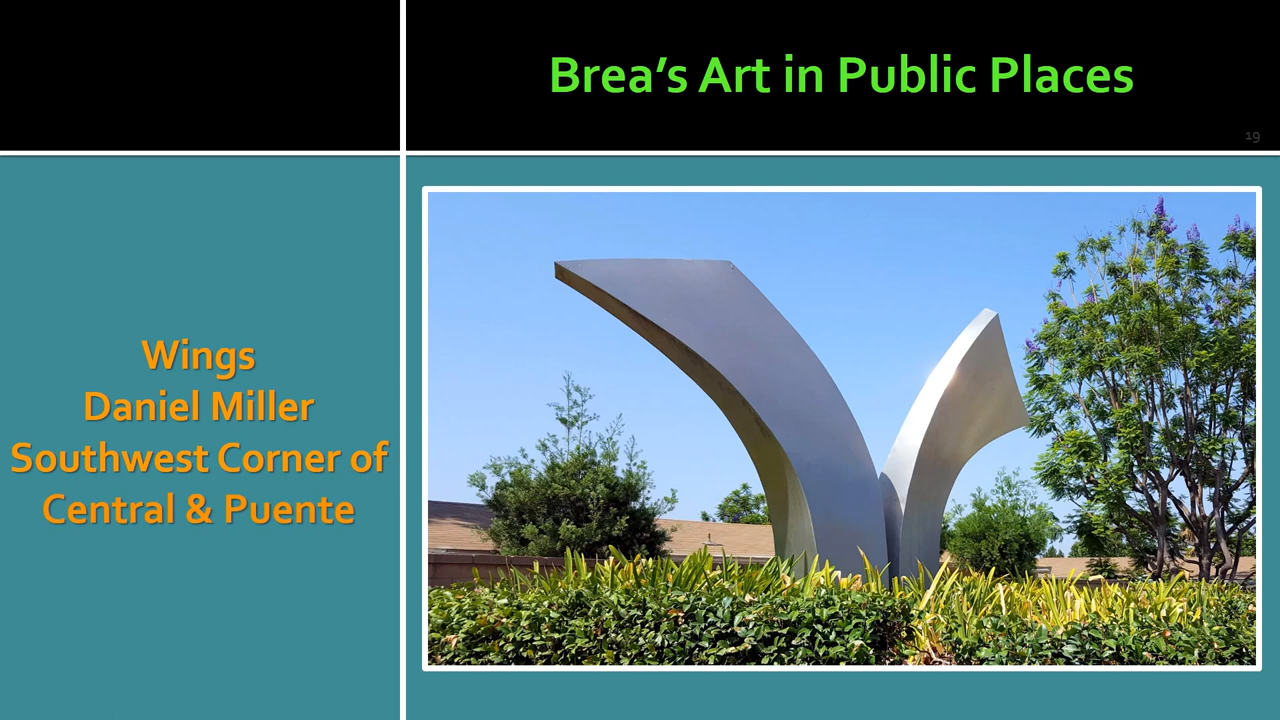 Brea’s Art in Public Places
19
Wings
Daniel Miller
Southwest Corner of
Central & Puente